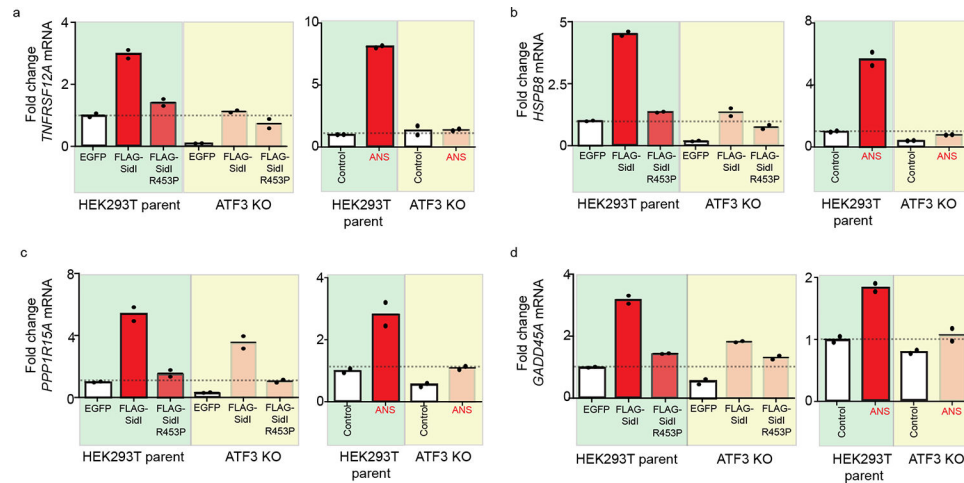 a
Fold change
TNFRSF12A mRNA
4
2
0
EGFP
FLAG-
SidI
FLAG-
SidI
R453P
EGFP
FLAG-
SidI
FLAG-
SidI
R453P
HEK293T parent
ATF3 KO
10
5
0
Control
ANS
Control
ANS
HEK293T
parent
ATF3 KO
b
Fold change
HSPB8 mRNA
5
4
3
2
1
0
EGFP
FLAG-
SidI
FLAG-
SidI
R453P
EGFP
FLAG-
SidI
FLAG-
SidI
R453P
HEK293T parent
ATF3 KO
8
6
4
2
0
Control
ANS
Control
ANS
HEK293T
parent
ATF3 KO
c
Fold change
PPP1R15A mRNA
8
4
0
EGFP
FLAG-
SidI
FLAG-
SidI
R453P
EGFP
FLAG-
SidI
FLAG-
SidI
R453P
HEK293T parent
ATF3 KO
4
2
0
Control
ANS
Control
ANS
HEK293T
parent
ATF3 KO
d
Fold change
GADD45A mRNA
4
2
0
EGFP
FLAG-
SidI
FLAG-
SidI
R453P
EGFP
FLAG-
SidI
FLAG-
SidI
R453P
HEK293T parent
ATF3 KO
2
1
0
Control
ANS
Control
ANS
HEK293T
parent
ATF3 KO